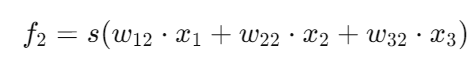 f₂ = s(w₁₂ · x₁ + w₂₂ · x₂ + w₃₂ · x₃)